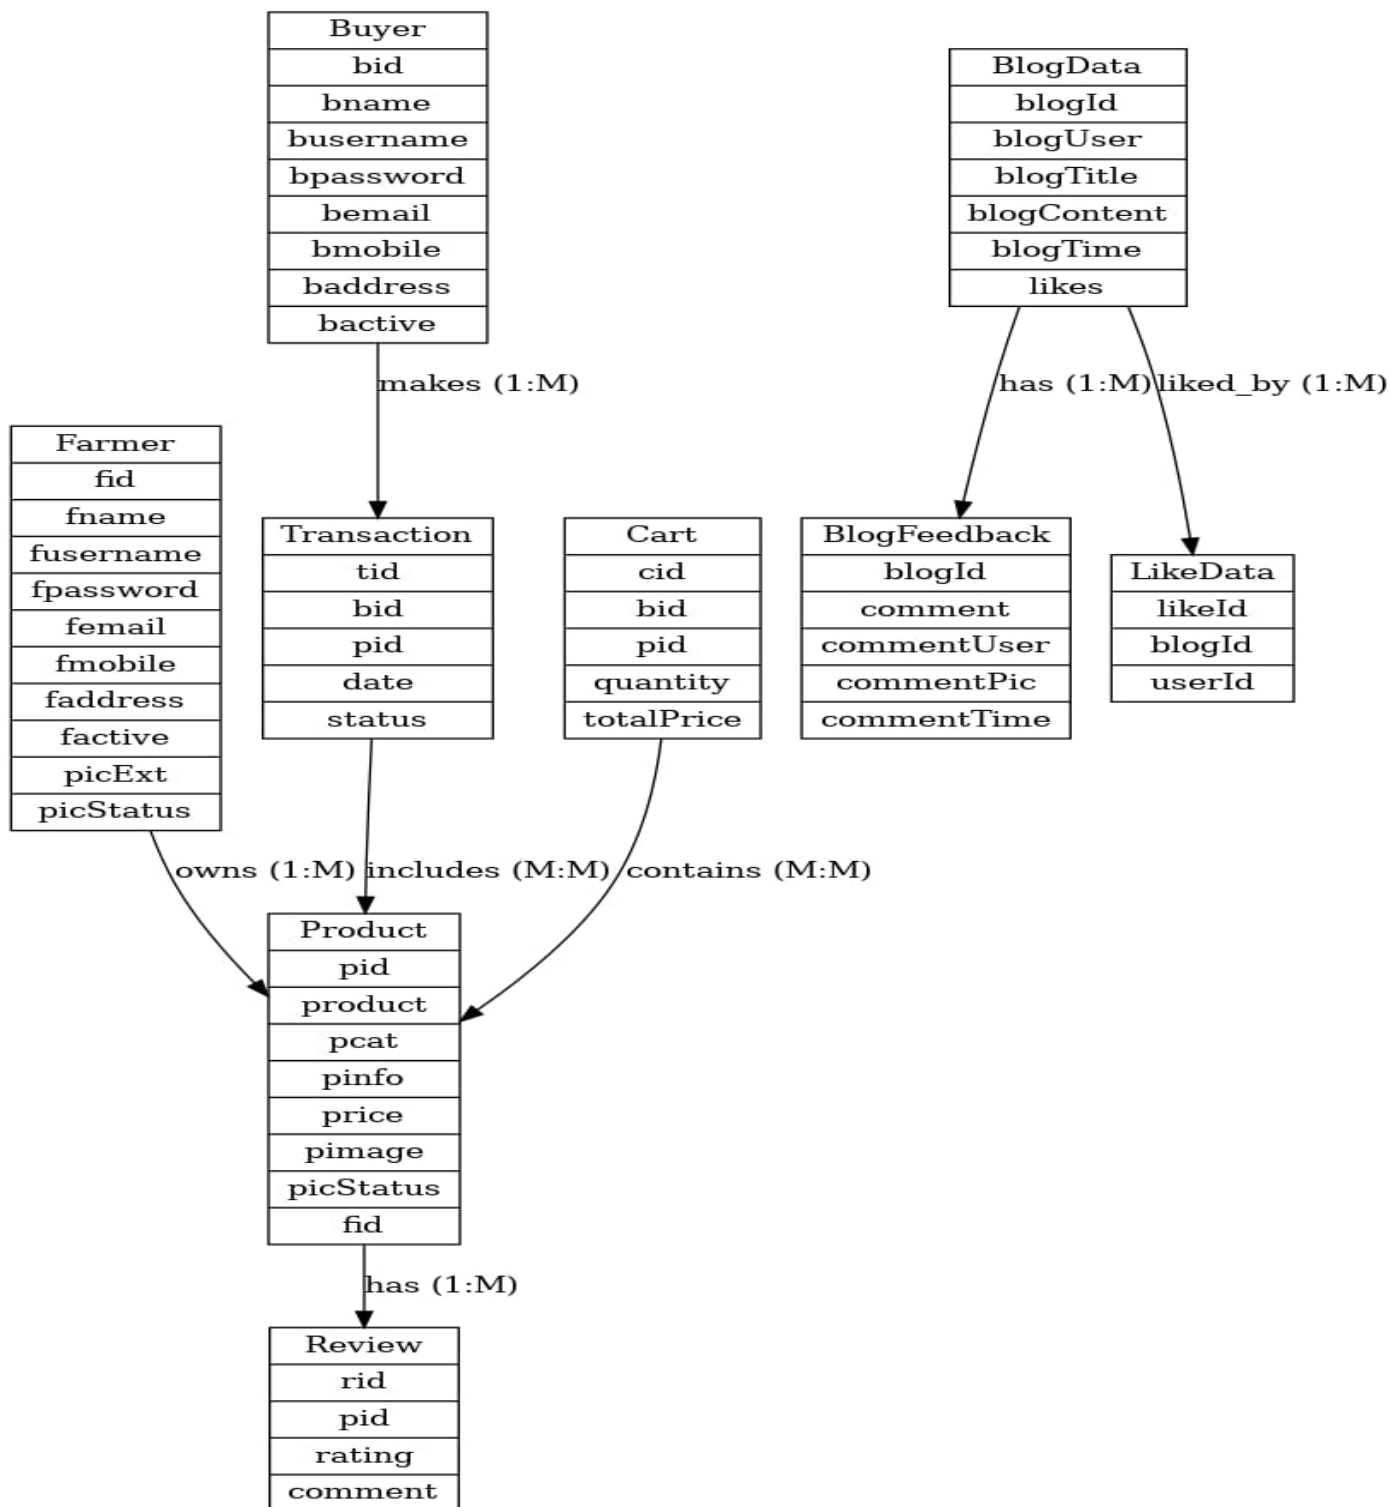 Buyer
bid
bname
busername
bpassword
bemail
bmobile
baddress
bactive
makes (1:M)
BlogData
blogId
blogUser
blogTitle
blogContent
blogTime
likes
has (1:M)
liked_by (1:M)
Farmer
fid
fname
fusername
fpassword
femail
fmobile
faddress
factive
picExt
picStatus
owns (1:M)
Transaction
tid
bid
pid
date
status
includes (M:M)
Cart
cid
bid
pid
quantity
totalPrice
contains (M:M)
BlogFeedback
blogId
comment
commentUser
commentPic
commentTime
LikeData
likeId
blogId
userId
Product
pid
product
pcat
pinfo
price
pimage
picStatus
fid
has (1:M)
Review
rid
pid
rating
comment